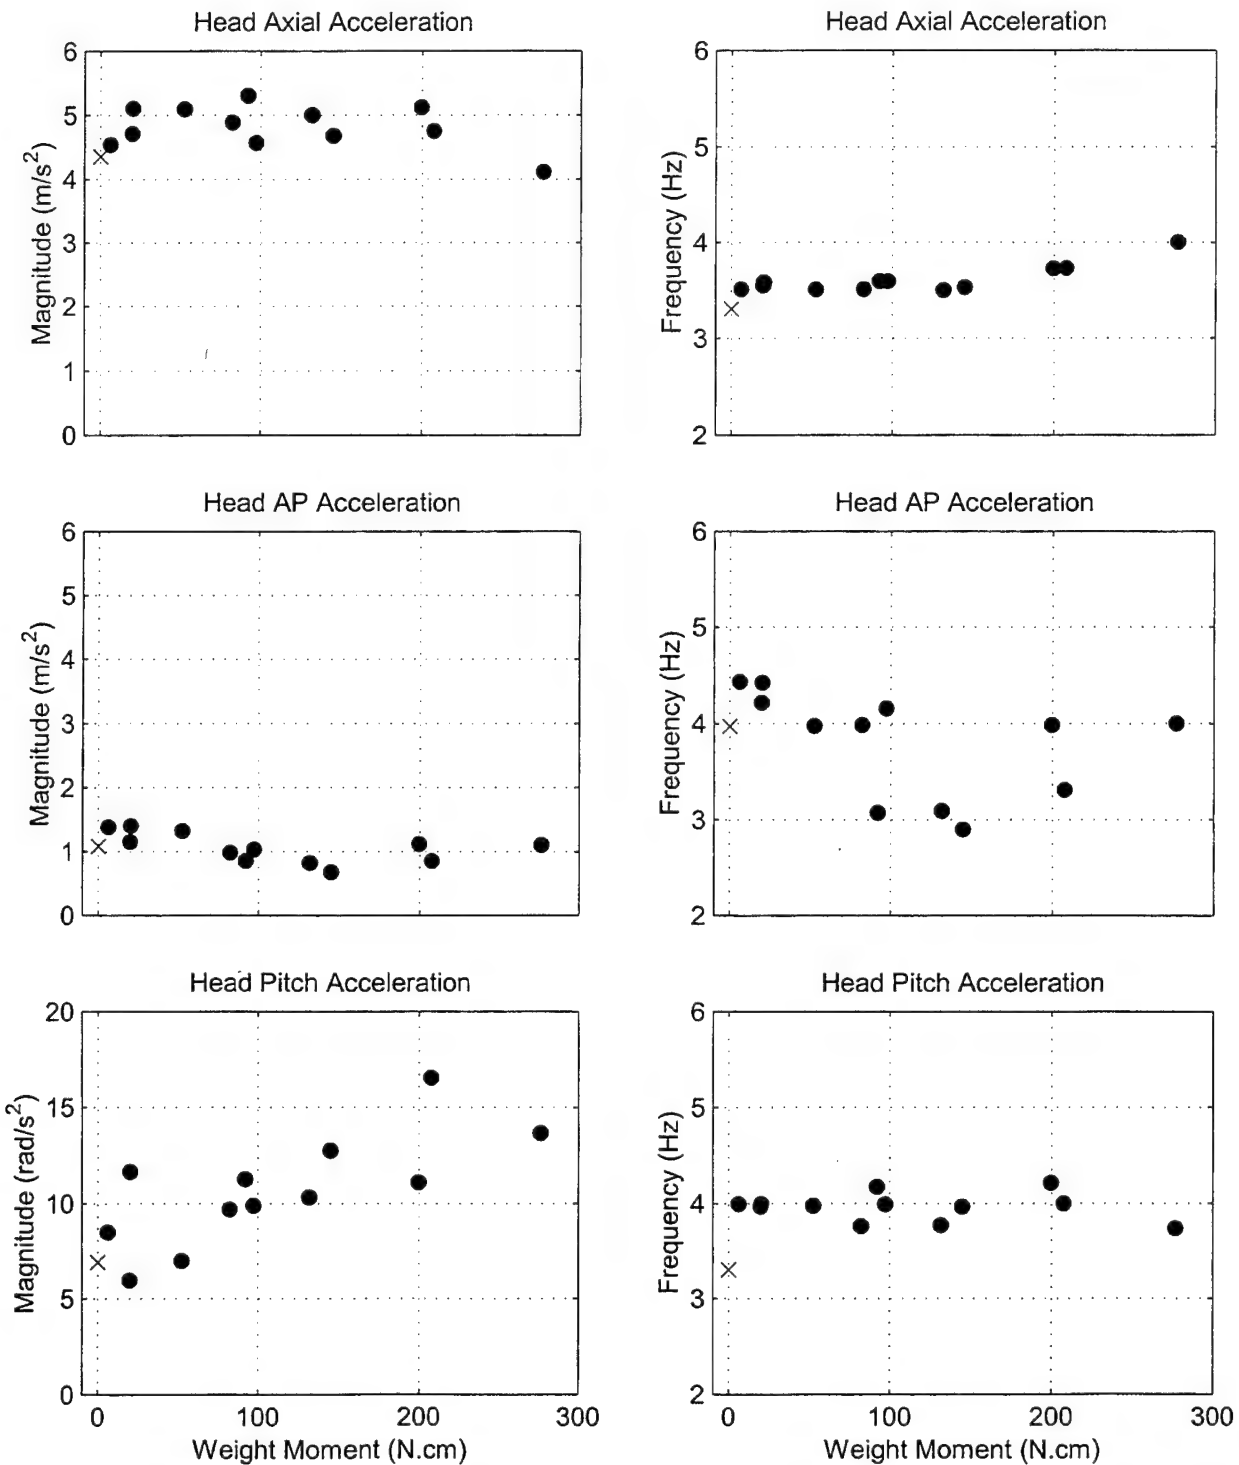 Head Axial Acceleration
6
5
4
3
2
1
0
Magnitude (m/s²)
Head Axial Acceleration
6
5
4
3
2
Frequency (Hz)
Head AP Acceleration
6
5
4
3
2
1
0
Magnitude (m/s²)
Head AP Acceleration
6
5
4
3
2
Frequency (Hz)
Head Pitch Acceleration
20
15
10
5
0
Magnitude (rad/s²)
0 100 200 300
Weight Moment (N.cm)
Head Pitch Acceleration
6
5
4
3
2
Frequency (Hz)
0 100 200 300
Weight Moment (N.cm)